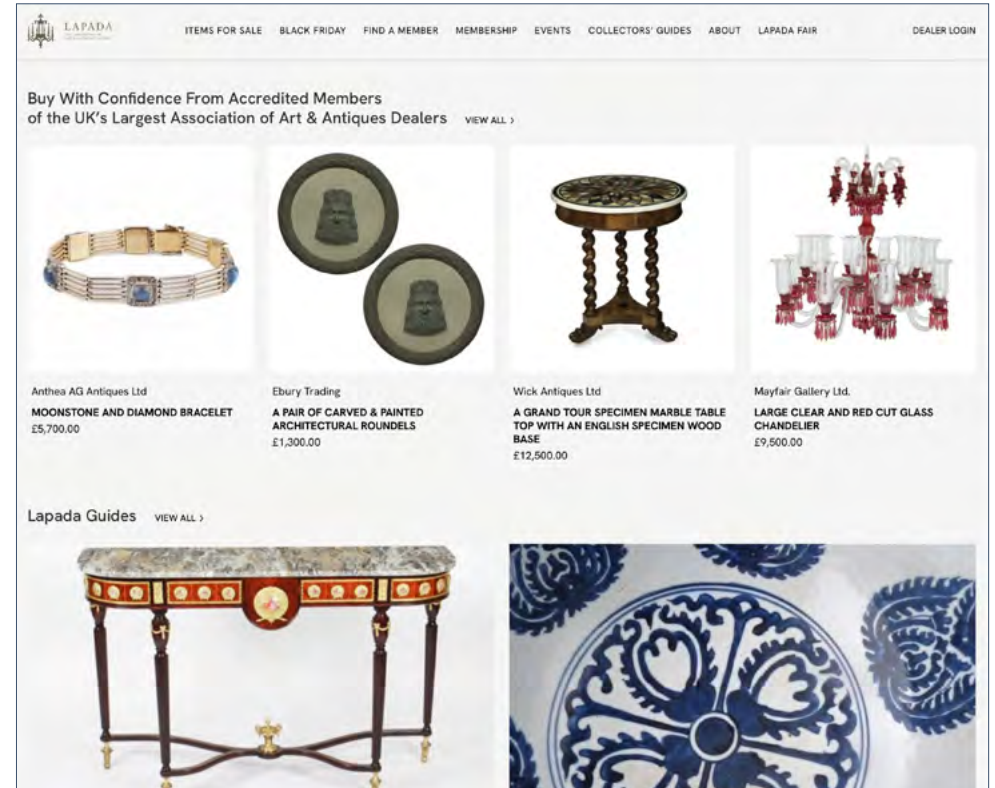 LAPADA
ITEMS FOR SALE BLACK FRIDAY FIND A MEMBER MEMBERSHIP EVENTS COLLECTORS' GUIDES ABOUT LAPADA FAIR DEALER LOGIN
Buy With Confidence From Accredited Members
of the UK's Largest Association of Art & Antiques Dealers VIEW ALL >
Anthea AG Antiques Ltd
MOONSTONE AND DIAMOND BRACELET
£5,700.00
Ebury Trading
A PAIR OF CARVED & PAINTED
ARCHITECTURAL ROUNDELS
£1,300.00
Wick Antiques Ltd
A GRAND TOUR SPECIMEN MARBLE TABLE
TOP WITH AN ENGLISH SPECIMEN WOOD
BASE
£12,500.00
Mayfair Gallery Ltd.
LARGE CLEAR AND RED CUT GLASS
CHANDELIER
£9,500.00
Lapada Guides VIEW ALL >